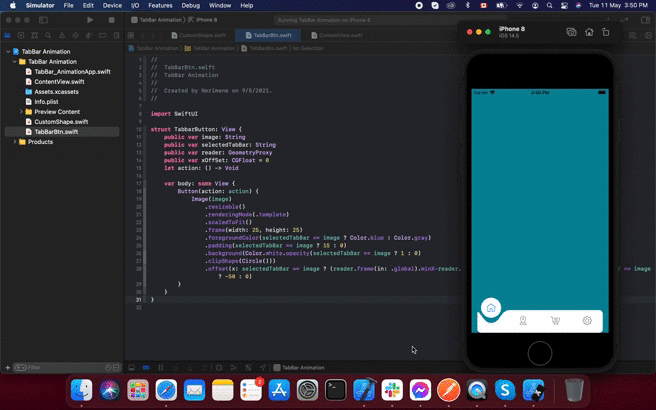 Simulator File Edit Device I/O Features Debug Window Help
Tue 11 May 3:50 PM
TabBar Animation iPhone 8
Running TabBar Animation on iPhone 8
CustomShape.swift TabBarBtn.swift ContentView.swift
TabBar Animation TabBar Animation TabBarBtn.swift No Selection
TabBar Animation
TabBar Animation
TabBar_AnimationApp.swift
ContentView.swift
Assets.xcassets
Info.plist
Preview Content
CustomShape.swift
TabBarBtn.swift
Products
//
// TabBarBtn.swift
// TabBar Animation
//
// Created by Nerimene on 9/5/2021.
//
import SwiftUI
struct TabbarButton: View {
public var image: String
public var selectedTabBar: String
public var reader: GeometryProxy
public var xOffSet: CGFloat = 0
let action: () -> Void
var body: some View {
Button(action: action) {
Image(image)
.resizable()
.renderingMode(.template)
.scaledToFit()
.frame(width: 25, height: 25)
.foregroundColor(selectedTabBar == image ? Color.blue : Color.gray)
.padding(selectedTabBar == image ? 15 : 0)
.background(Color.white.opacity(selectedTabBar == image ? 1 : 0)
.clipShape(Circle()))
.offset(x: selectedTabBar == image ? (reader.frame(in: .global).minX-reader.
== image
? -50 : 0)
}
}
}
iPhone 8
iOS 14.5
Carrier
3:50 PM
Filter
TabBar Animation